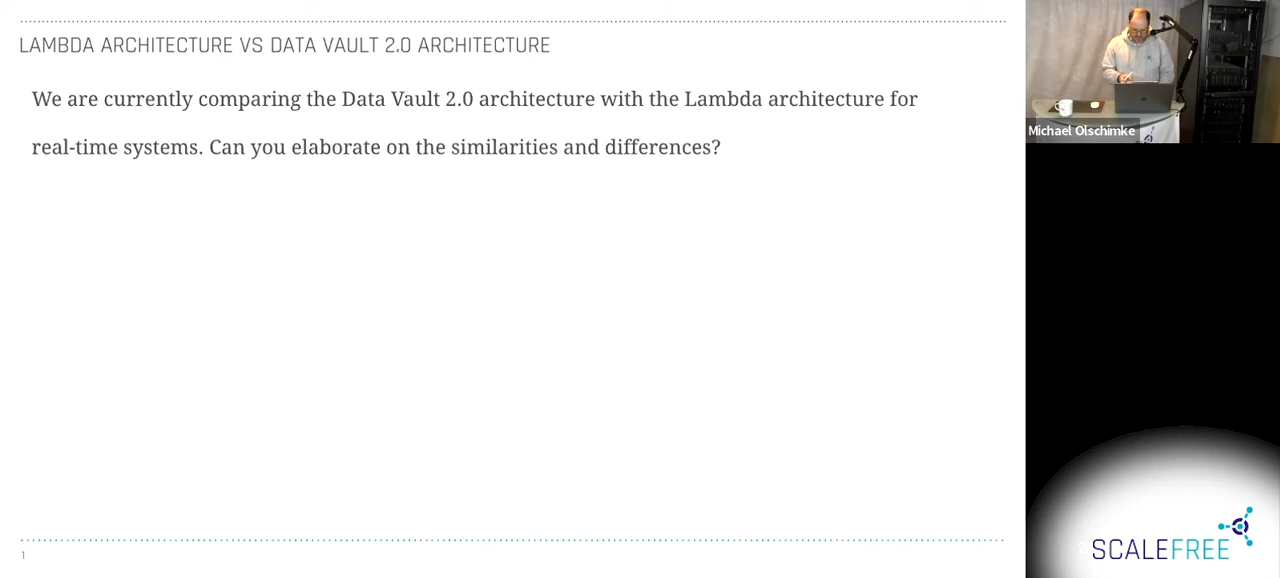 LAMBDA ARCHITECTURE VS DATA VAULT 2.0 ARCHITECTURE
We are currently comparing the Data Vault 2.0 architecture with the Lambda architecture for
real-time systems. Can you elaborate on the similarities and differences?
Michael Olschimke
1
SCALEFREE